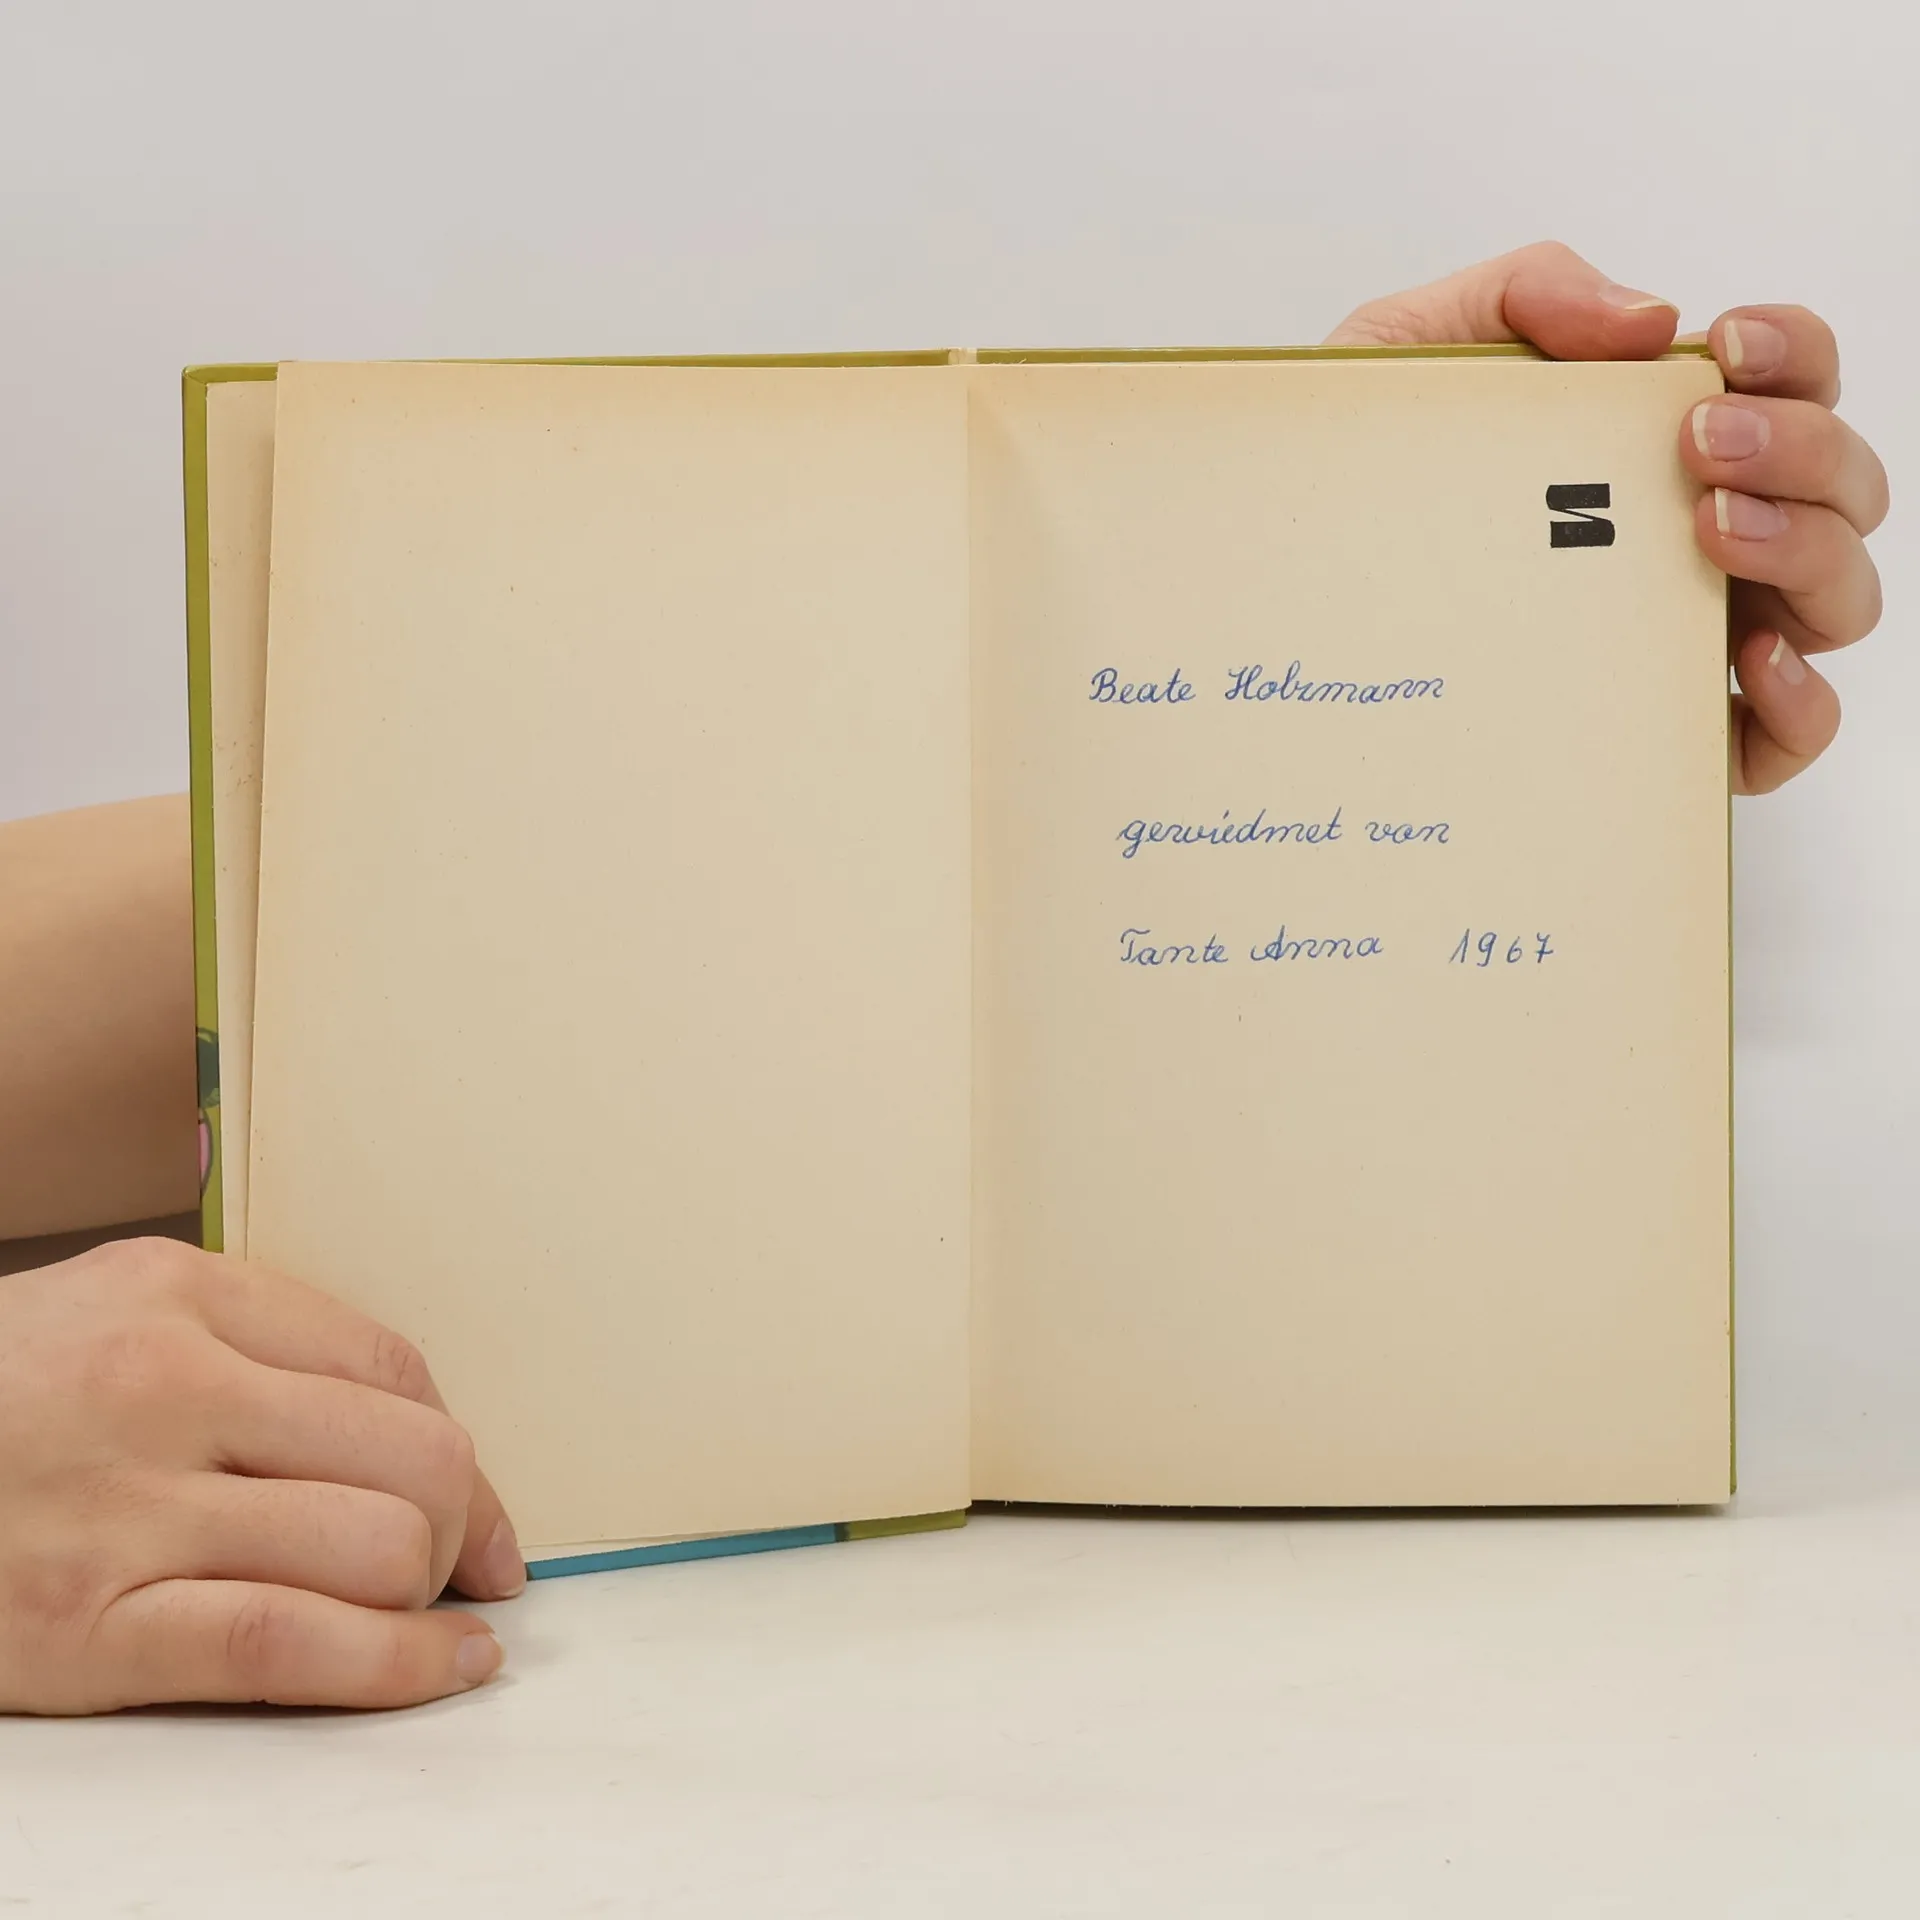 Beate Holzmann
gewiedmet von
Tante Anna 1967